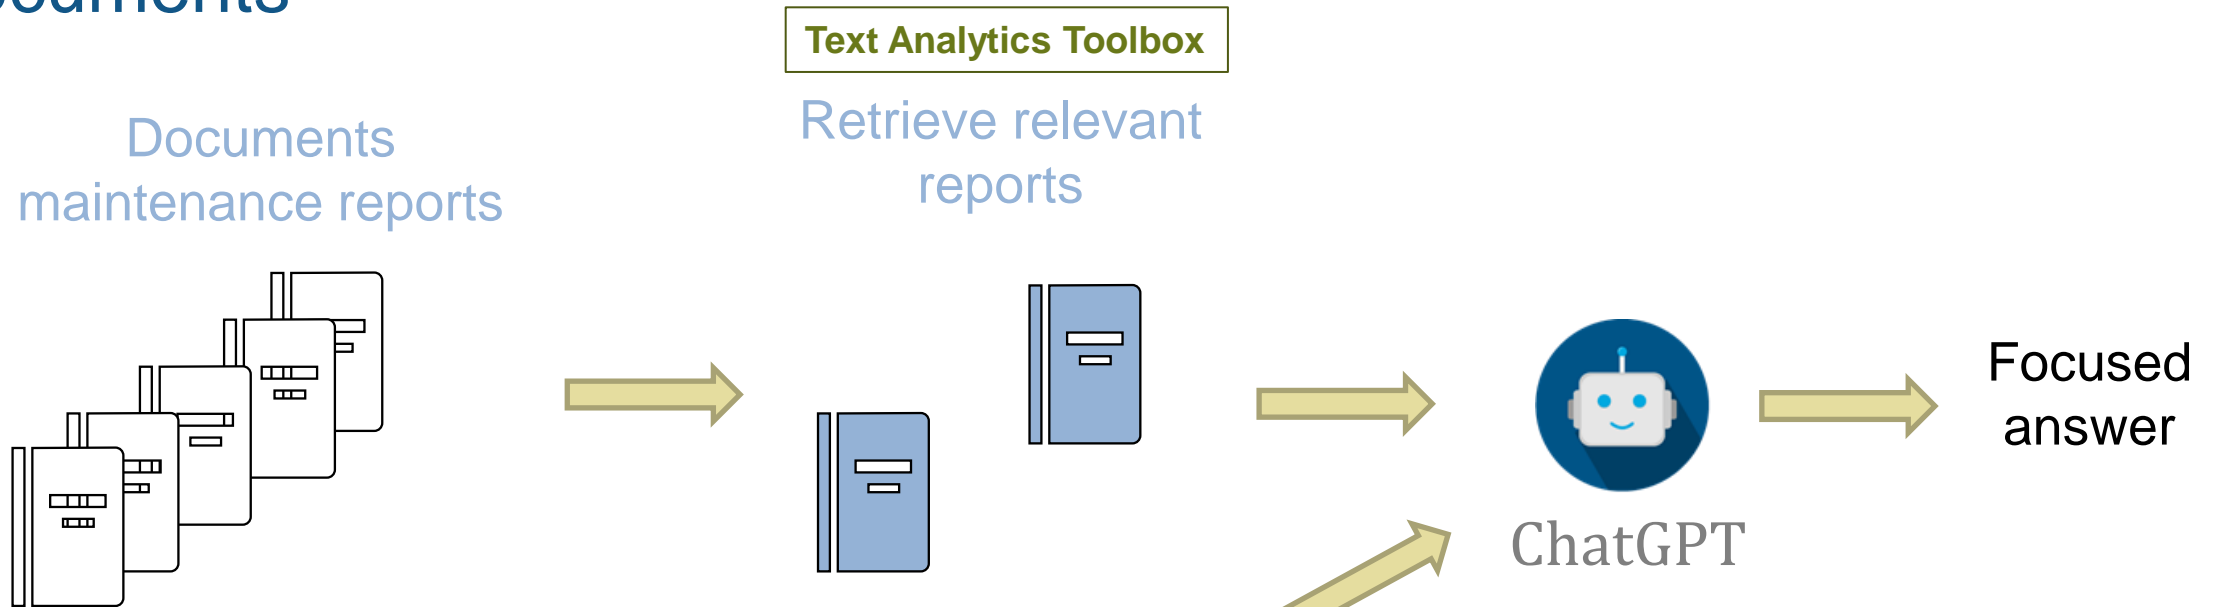 Text Analytics Toolbox
Documents
maintenance reports
Retrieve relevant
reports
Focused
answer
ChatGPT